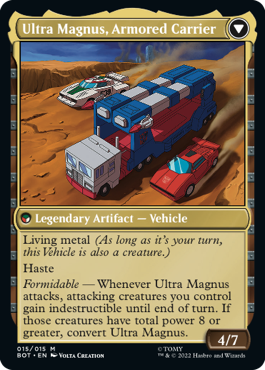 Ultra Magnus, Armored Carrier
Legendary Artifact — Vehicle
Living metal (As long as it's your turn,
this Vehicle is also a creature.)
Haste
Formidable — Whenever Ultra Magnus
attacks, attacking creatures you control
gain indestructible until end of turn. If
those creatures have total power 8 or
greater, convert Ultra Magnus.
4/7
015/015 M
BOT • EN Volta Creation
©TOMY
™ & © 2022 Hasbro and Wizards